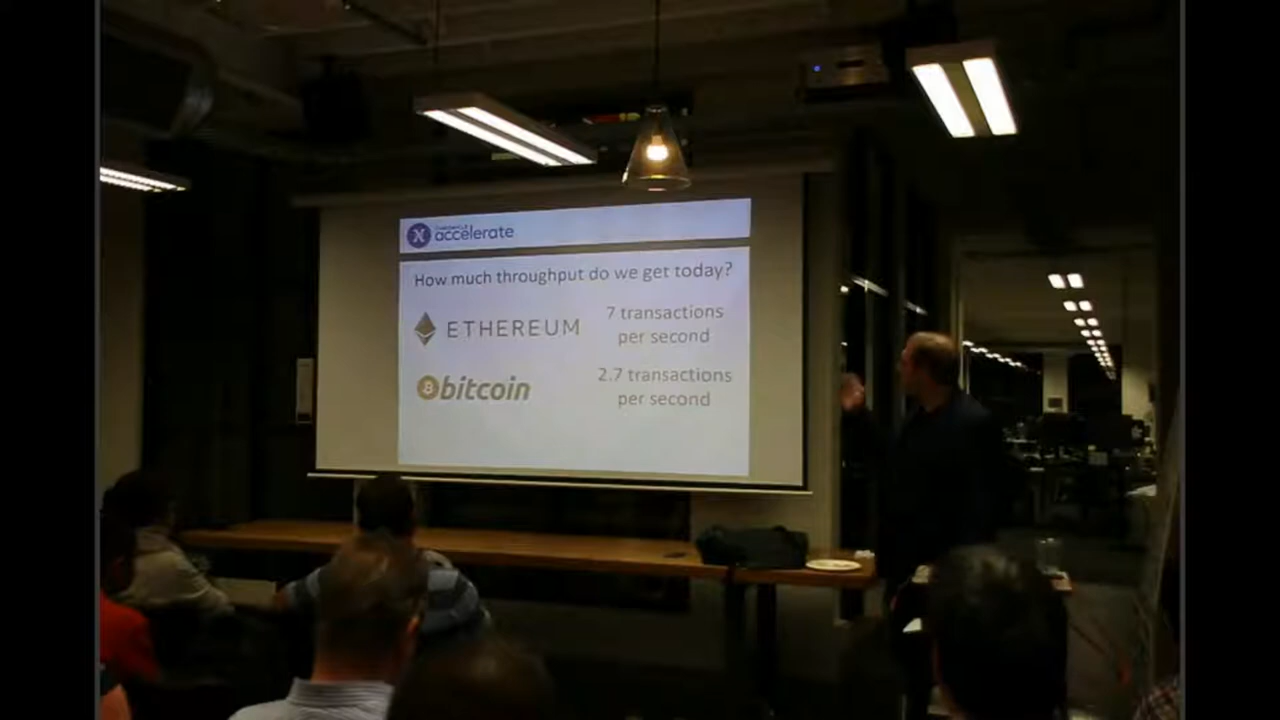 accelerate
How much throughput do we get today?
ETHEREUM
7 transactions
per second
bitcoin
2.7 transactions
per second